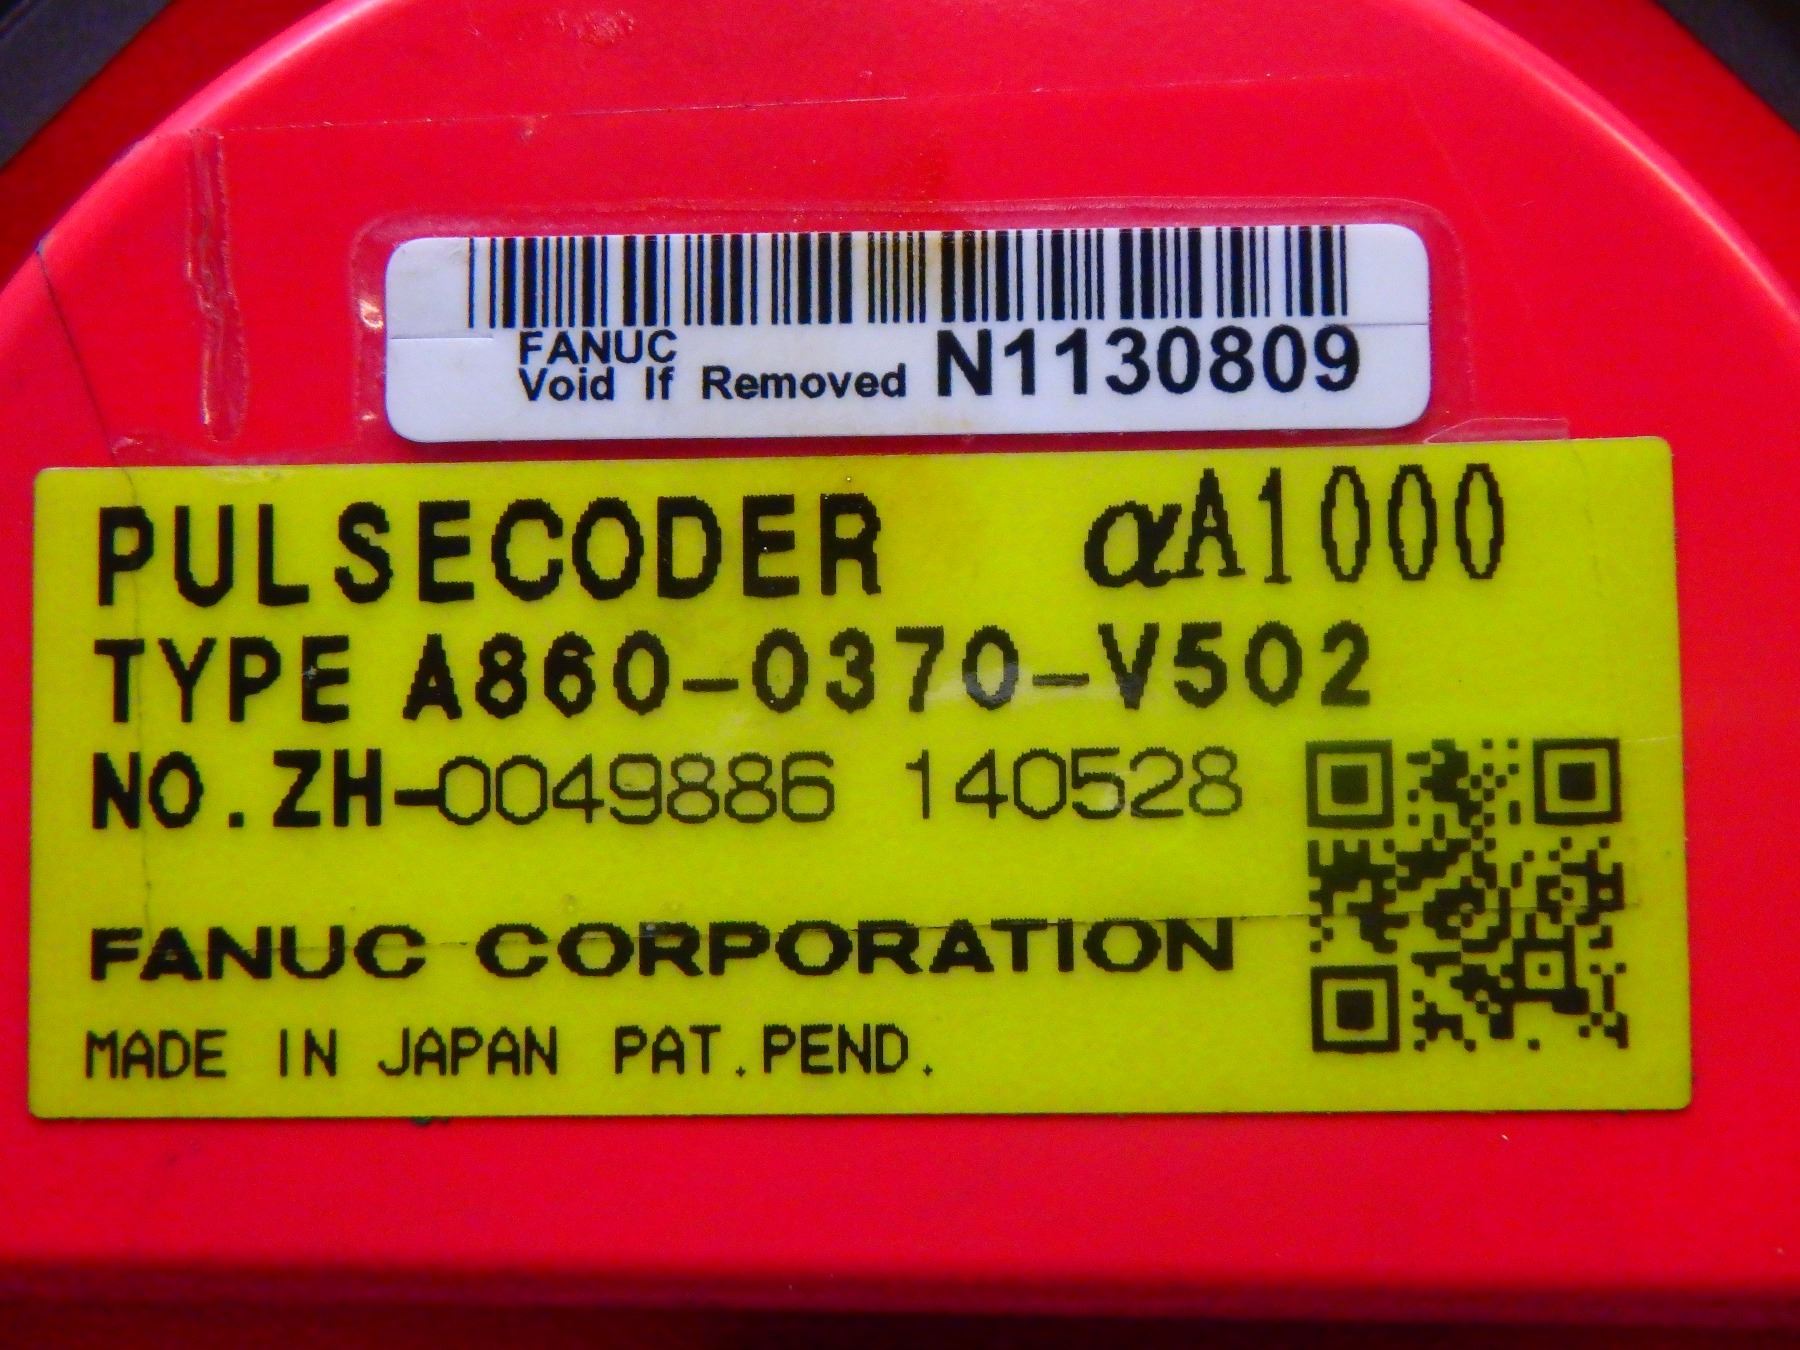 FANUC
Void If Removed N1130809
PULSECODER αA1000
TYPE A860-0370-V502
NO.ZH-0049886 140528
FANUC CORPORATION
MADE IN JAPAN PAT.PEND.